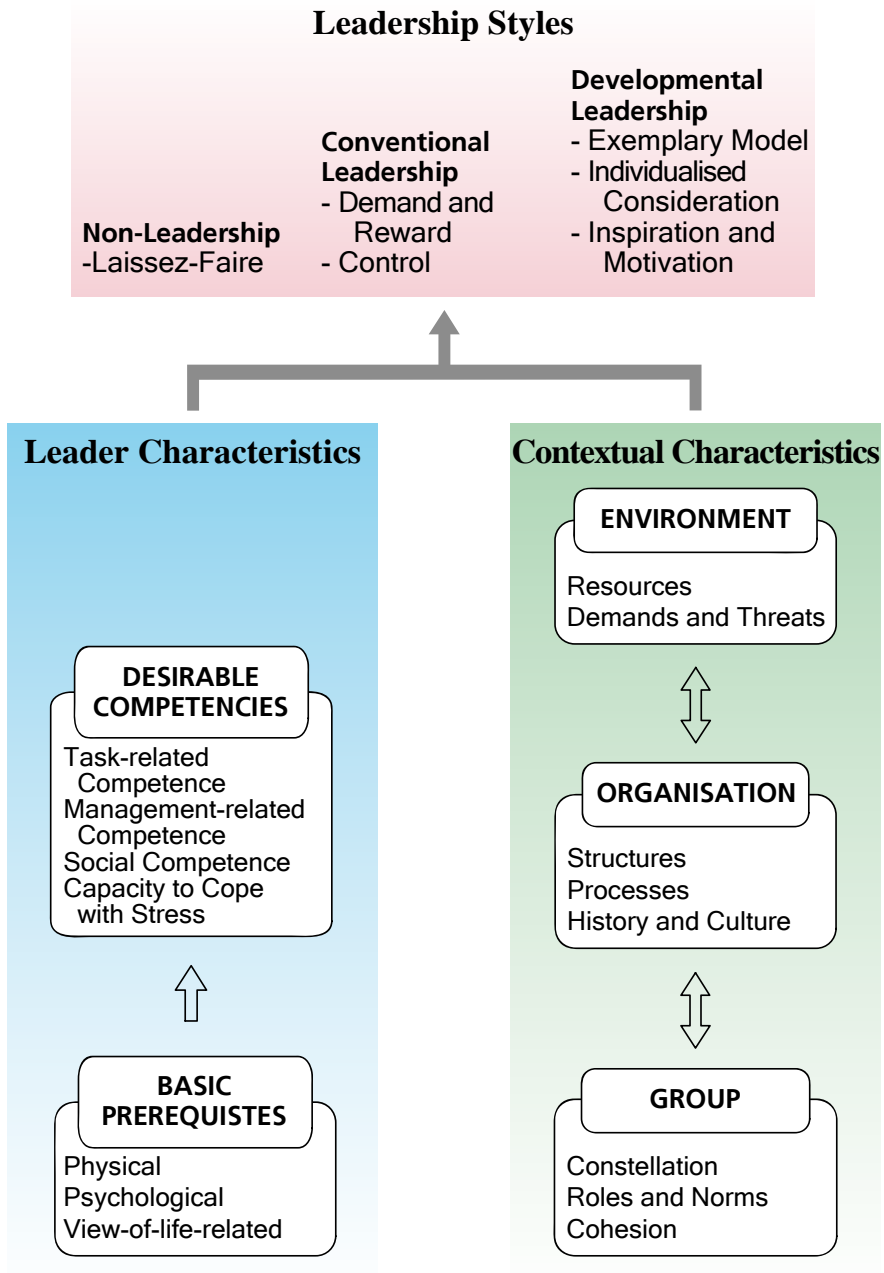 Leadership Styles
Non-Leadership
-Laissez-Faire
Conventional
Leadership
- Demand and
Reward
- Control
Developmental
Leadership
- Exemplary Model
- Individualised
Consideration
- Inspiration and
Motivation
Leader Characteristics
DESIRABLE
COMPETENCIES
Task-related
Competence
Management-related
Competence
Social Competence
Capacity to Cope
with Stress
BASIC
PREREQUISTES
Physical
Psychological
View-of-life-related
Contextual Characteristics
ENVIRONMENT
Resources
Demands and Threats
ORGANISATION
Structures
Processes
History and Culture
GROUP
Constellation
Roles and Norms
Cohesion